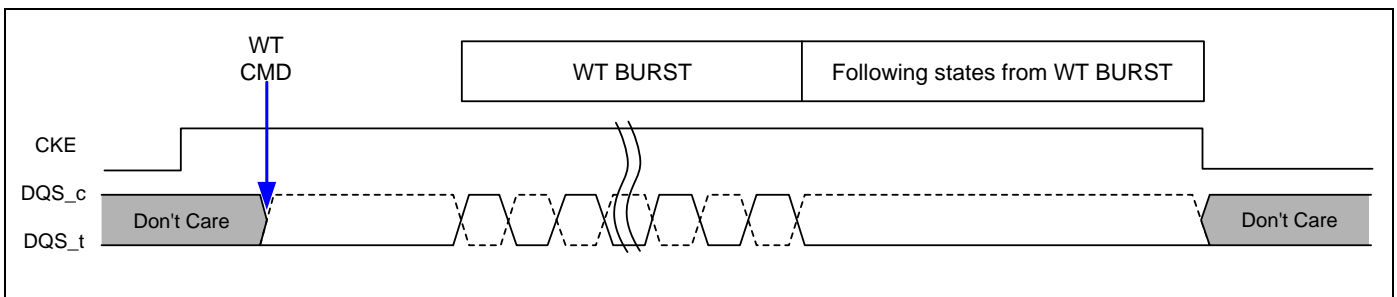 WT
CMD
WT BURST
Following states from WT BURST
CKE
DQS_c
Don't Care
Don't Care
DQS_t